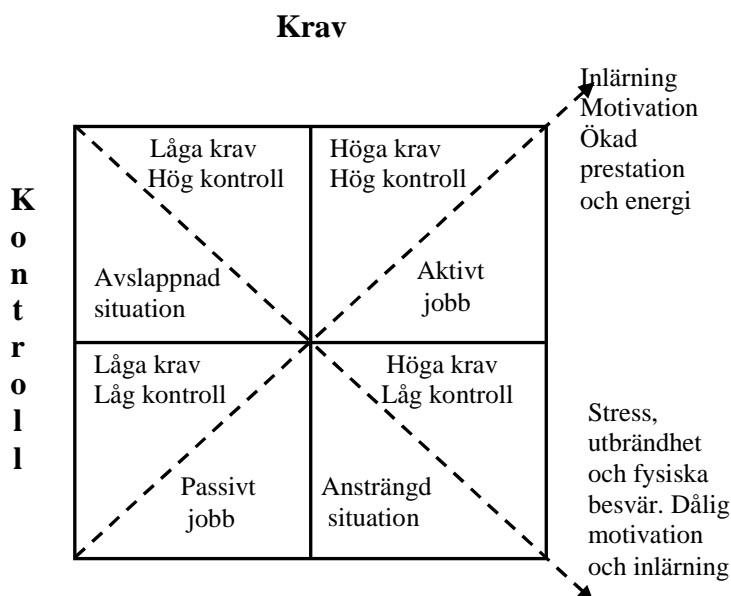 Krav
Kontroll
Låga krav
Hög kontroll
Avslappnad
situation
Höga krav
Hög kontroll
Aktivt
jobb
Inlärning
Motivation
Ökad
prestation
och energi
Låga krav
Låg kontroll
Passivt
jobb
Höga krav
Låg kontroll
Ansträngd
situation
Stress,
utbrändhet
och fysiska
besvär. Dålig
motivation
och inlärning